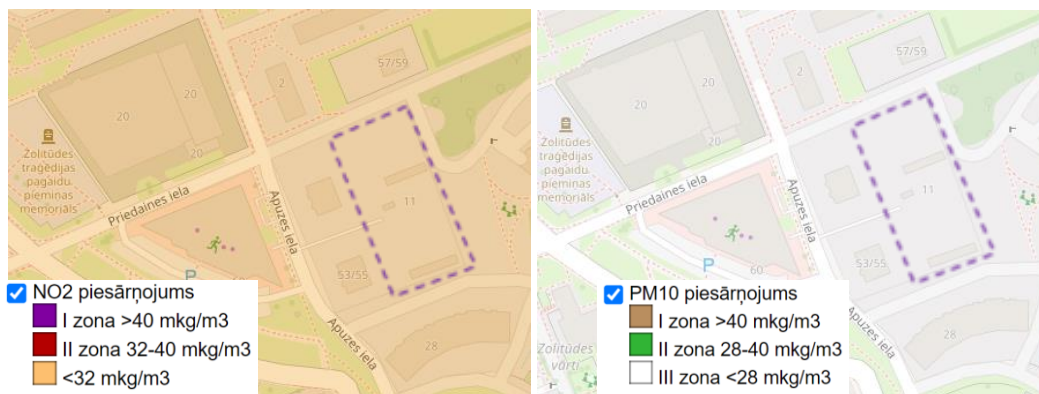 57/59
2
20
20
20
Zolitūdes
traģēdijas
pagaidu
piemiņas
memoriāls
Priedaines iela
Apuzes iela
11
53/55
P
Apuzes iela
28
NO2 piesārņojums
I zona >40 mkg/m3
II zona 32-40 mkg/m3
<32 mkg/m3
57/59
2
20
20
20
Zolitūdes
traģēdijas
pagaidu
piemiņas
memoriāls
Priedaines iela
Apuzes iela
11
53/55
P
60
Apuzes iela
28
Zolitūdes
vārti
PM10 piesārņojums
I zona >40 mkg/m3
II zona 28-40 mkg/m3
III zona <28 mkg/m3